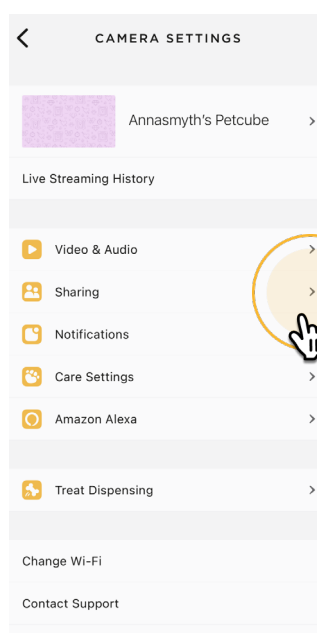 CAMERA SETTINGS
Annasmyth's Petcube
Live Streaming History
Video & Audio
Sharing
Notifications
Care Settings
Amazon Alexa
Treat Dispensing
Change Wi-Fi
Contact Support